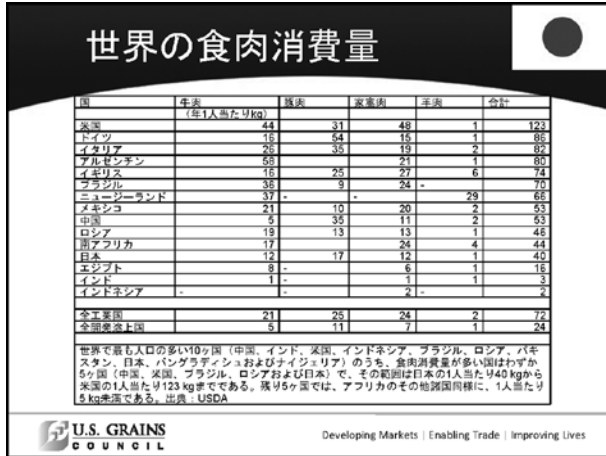 世界の食肉消費量
国 牛肉 豚肉 家禽肉 羊肉 合計
(年1人当たりkg)
米国 44 31 48 1 123
ドイツ 16 54 15 1 86
イタリア 26 35 19 2 82
アルゼンチン 58 21 1 80
イギリス 16 25 27 6 74
ブラジル 36 9 24 - 70
ニュージーランド 37 - - 29 66
メキシコ 21 10 20 2 53
中国 5 35 11 2 53
ロシア 19 13 13 1 46
南アフリカ 17 24 4 44
日本 12 17 12 1 40
エジプト 8 - 6 1 16
インド 1 - 1 1 3
インドネシア - - 2 - 2
全工業国 21 25 24 2 72
全開発途上国 5 11 7 1 24
世界で最も人口の多い10ヶ国（中国、インド、米国、インドネシア、ブラジル、ロシア、パキ
スタン、日本、バングラディシュおよびナイジェリア）のうち、食肉消費量が多い国はわずか
5ヶ国（中国、米国、ブラジル、ロシアおよび日本）で、その範囲は日本の1人当たり40 kgから
米国の1人当たり123 kgまでである。残り5ヶ国では、アフリカのその他諸国同様に、1人当たり
5 kg未満である。出典：USDA
U.S. GRAINS
COUNCIL
Developing Markets | Enabling Trade | Improving Lives